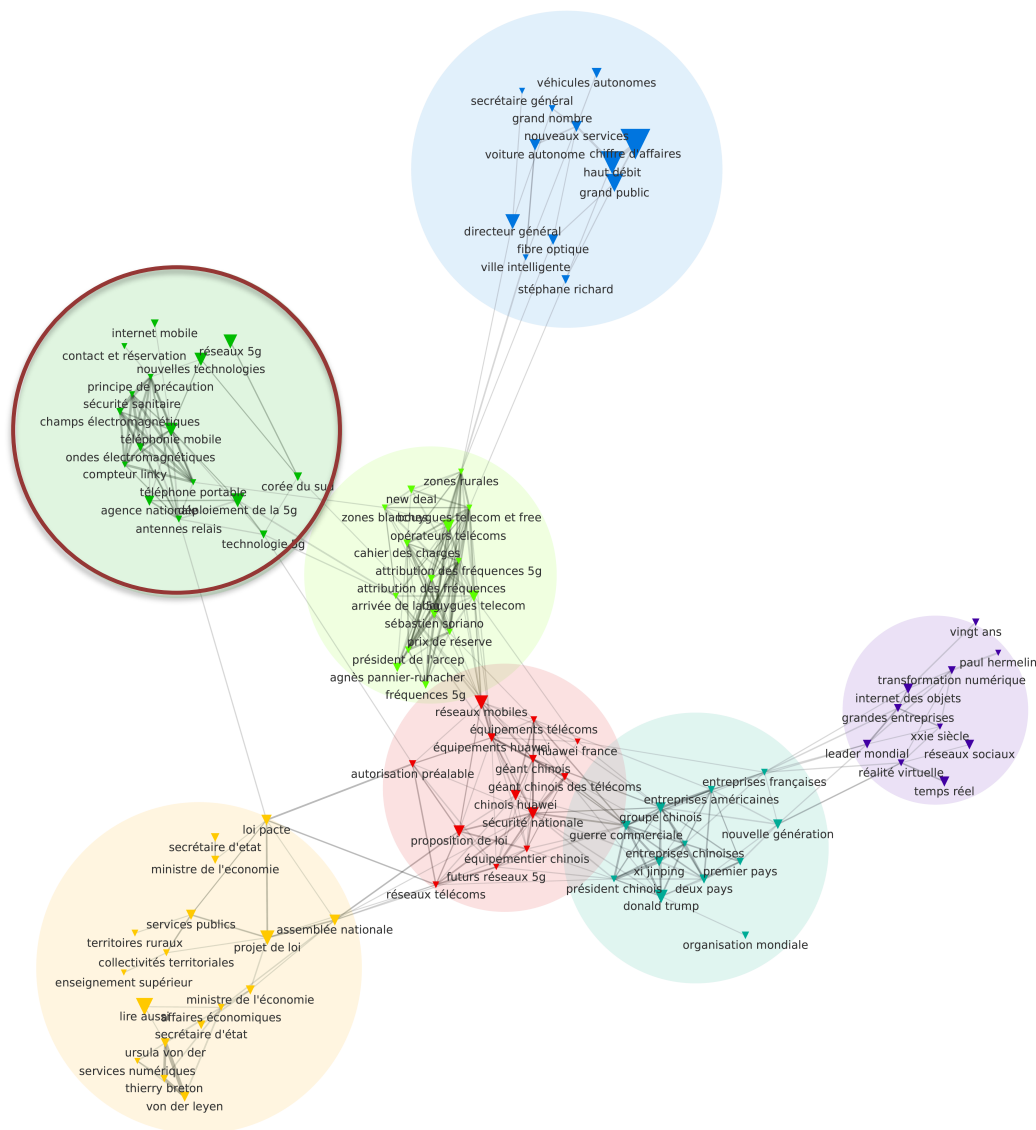 véhicules autonomes
secrétaire général
grand nombre
nouveaux services
voiture autonome
chiffre d'affaires
haut débit
grand public
directeur général
fibre optique
ville intelligente
stéphane richard
internet mobile
réseaux 5g
contact et réservation
nouvelles technologies
principe de précaution
sécurité sanitaire
champs électromagnétiques
téléphonie mobile
ondes électromagnétiques
compteur linky
téléphone portable
corée du sud
agence nationale
déploiement de la 5g
antennes relais
technologie 5g
zones rurales
new deal
zones blanches
bouygues telecom et free
opérateurs télécoms
cahier des charges
attribution des fréquences 5g
attribution des fréquences
arrivée de la 5g
bouygues telecom
sébastien soriano
prix de réserve
président de l'arcep
agnès pannier-runacher
fréquences 5g
réseaux mobiles
équipements télécoms
équipements huawei
huawei france
géant chinois
autorisation préalable
géant chinois des télécoms
chinois huawei
sécurité nationale
proposition de loi
équipementier chinois
futurs réseaux 5g
réseaux télécoms
vingt ans
paul hermelin
transformation numérique
internet des objets
grandes entreprises
xxie siècle
leader mondial
réseaux sociaux
réalité virtuelle
temps réel
entreprises françaises
entreprises américaines
groupe chinois
guerre commerciale
nouvelle génération
entreprises chinoises
xi jinping
premier pays
président chinois
deux pays
donald trump
organisation mondiale
loi pacte
secrétaire d'etat
ministre de l'economie
services publics
assemblée nationale
territoires ruraux
projet de loi
collectivités territoriales
enseignement supérieur
ministre de l'économie
lire aussi
affaires économiques
secrétaire d'état
ursula von der
services numériques
thierry breton
von der leyen